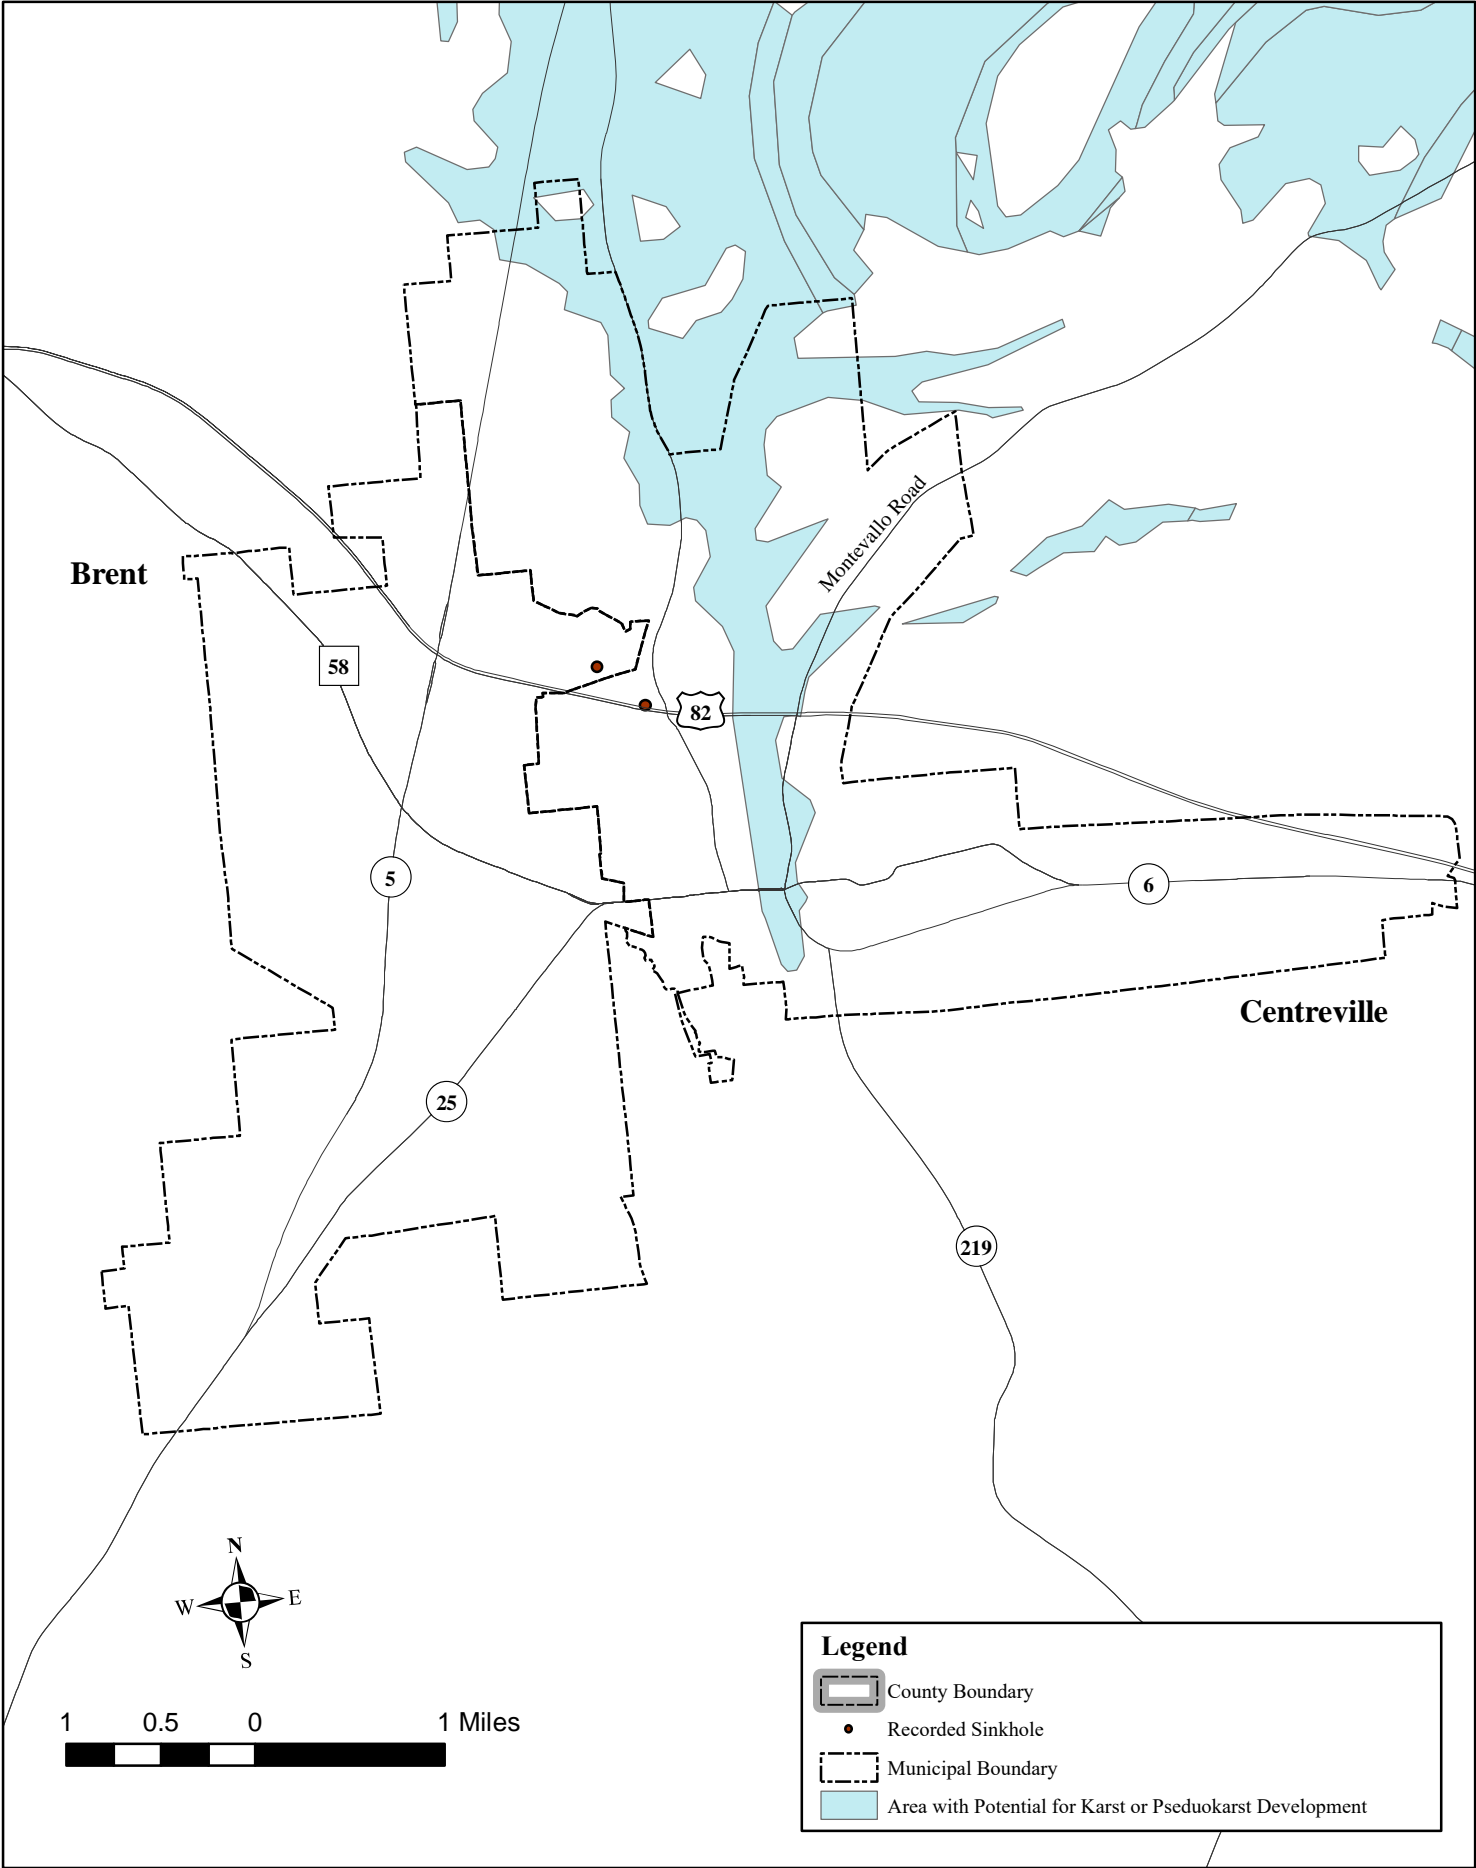 Montevallo Road
Brent
58
82
5
6
Centreville
25
219
N
W E
S
1 0.5 0 1 Miles
Legend
County Boundary
Recorded Sinkhole
Municipal Boundary
Area with Potential for Karst or Pseduokarst Development